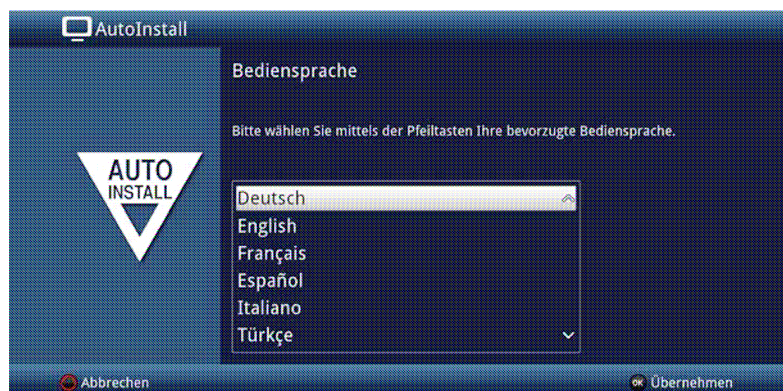 AutoInstall
Bediensprache
Bitte wählen Sie mittels der Pfeiltasten Ihre bevorzugte Bediensprache.
AUTO
INSTALL
Deutsch
English
Français
Español
Italiano
Türkçe
Abbrechen
OK Übernehmen